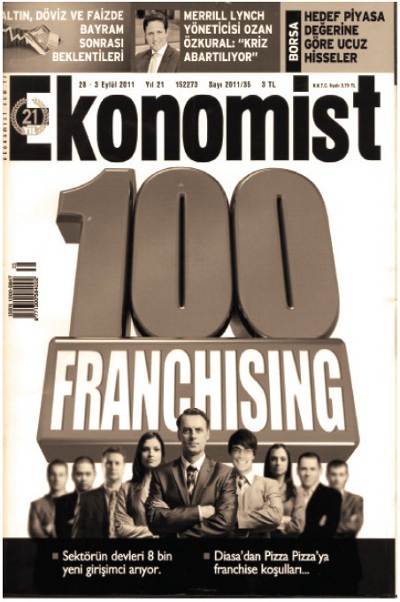 ALTIN, DÖVİZ VE FAİZDE
BAYRAM
SONRASI
BEKLENTİLERİ
MERRILL LYNCH
YÖNETİCİSİ OZAN
ÖZKURAL: “KRİZ
ABARTILIYOR”
BORSA
HEDEF PİYASA
DEĞERİNE
GÖRE UCUZ
HİSSELER
28 - 3 Eylül 2011 Yıl 21 152273 Sayı 2011/35 3 TL
21
Ekonomist
100
FRANCHISING
Sektörün devleri 8 bin
yeni girişimci arıyor.
Diasa'dan Pizza Pizza'ya
franchise koşulları...